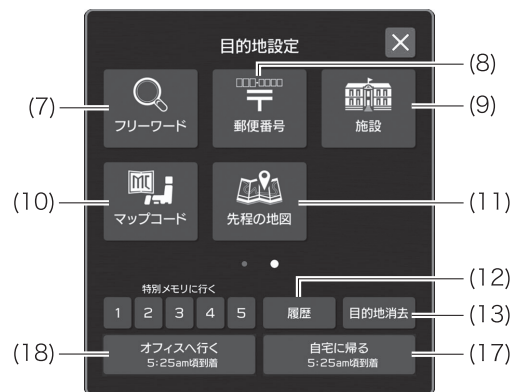 目的地設定
(8)
(7)
フリーワード
郵便番号
施設
(9)
MC
(10)
マップコード
先程の地図
(11)
特別メモリに行く
(12)
1 2 3 4 5 履歴 目的地消去
(13)
(18)
オフィスへ行く
5:25am頃到着
自宅に帰る
5:25am頃到着
(17)